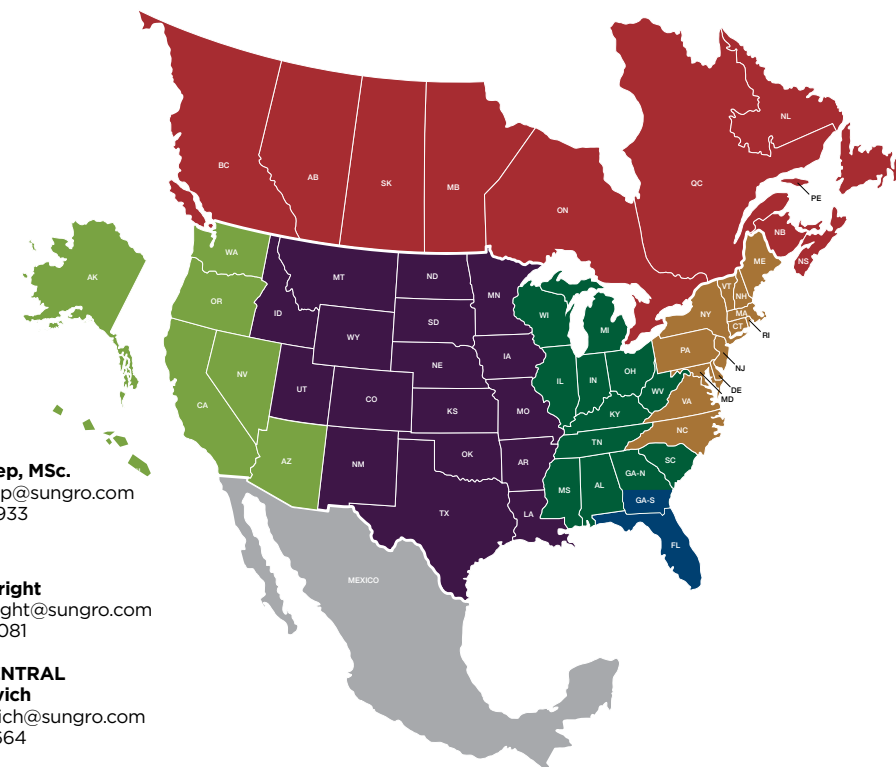 NL
BC
AB
SK
MB
QC
ON
PE
NB
NS
ME
WA
AK
MT
ND
MN
VT
NH
OR
ID
SD
WI
MI
NY
MA
CT
RI
WY
IA
PA
NJ
NE
OH
NV
UT
CO
IL
IN
WV
DE
MD
CA
KS
MO
KY
VA
NC
TN
AZ
NM
OK
AR
SC
GA-N
MS
AL
GA-S
TX
LA
FL
MEXICO
ep, MSc.
p@sungro.com
933
right
ght@sungro.com
081
ENTRAL
vich
ich@sungro.com
664